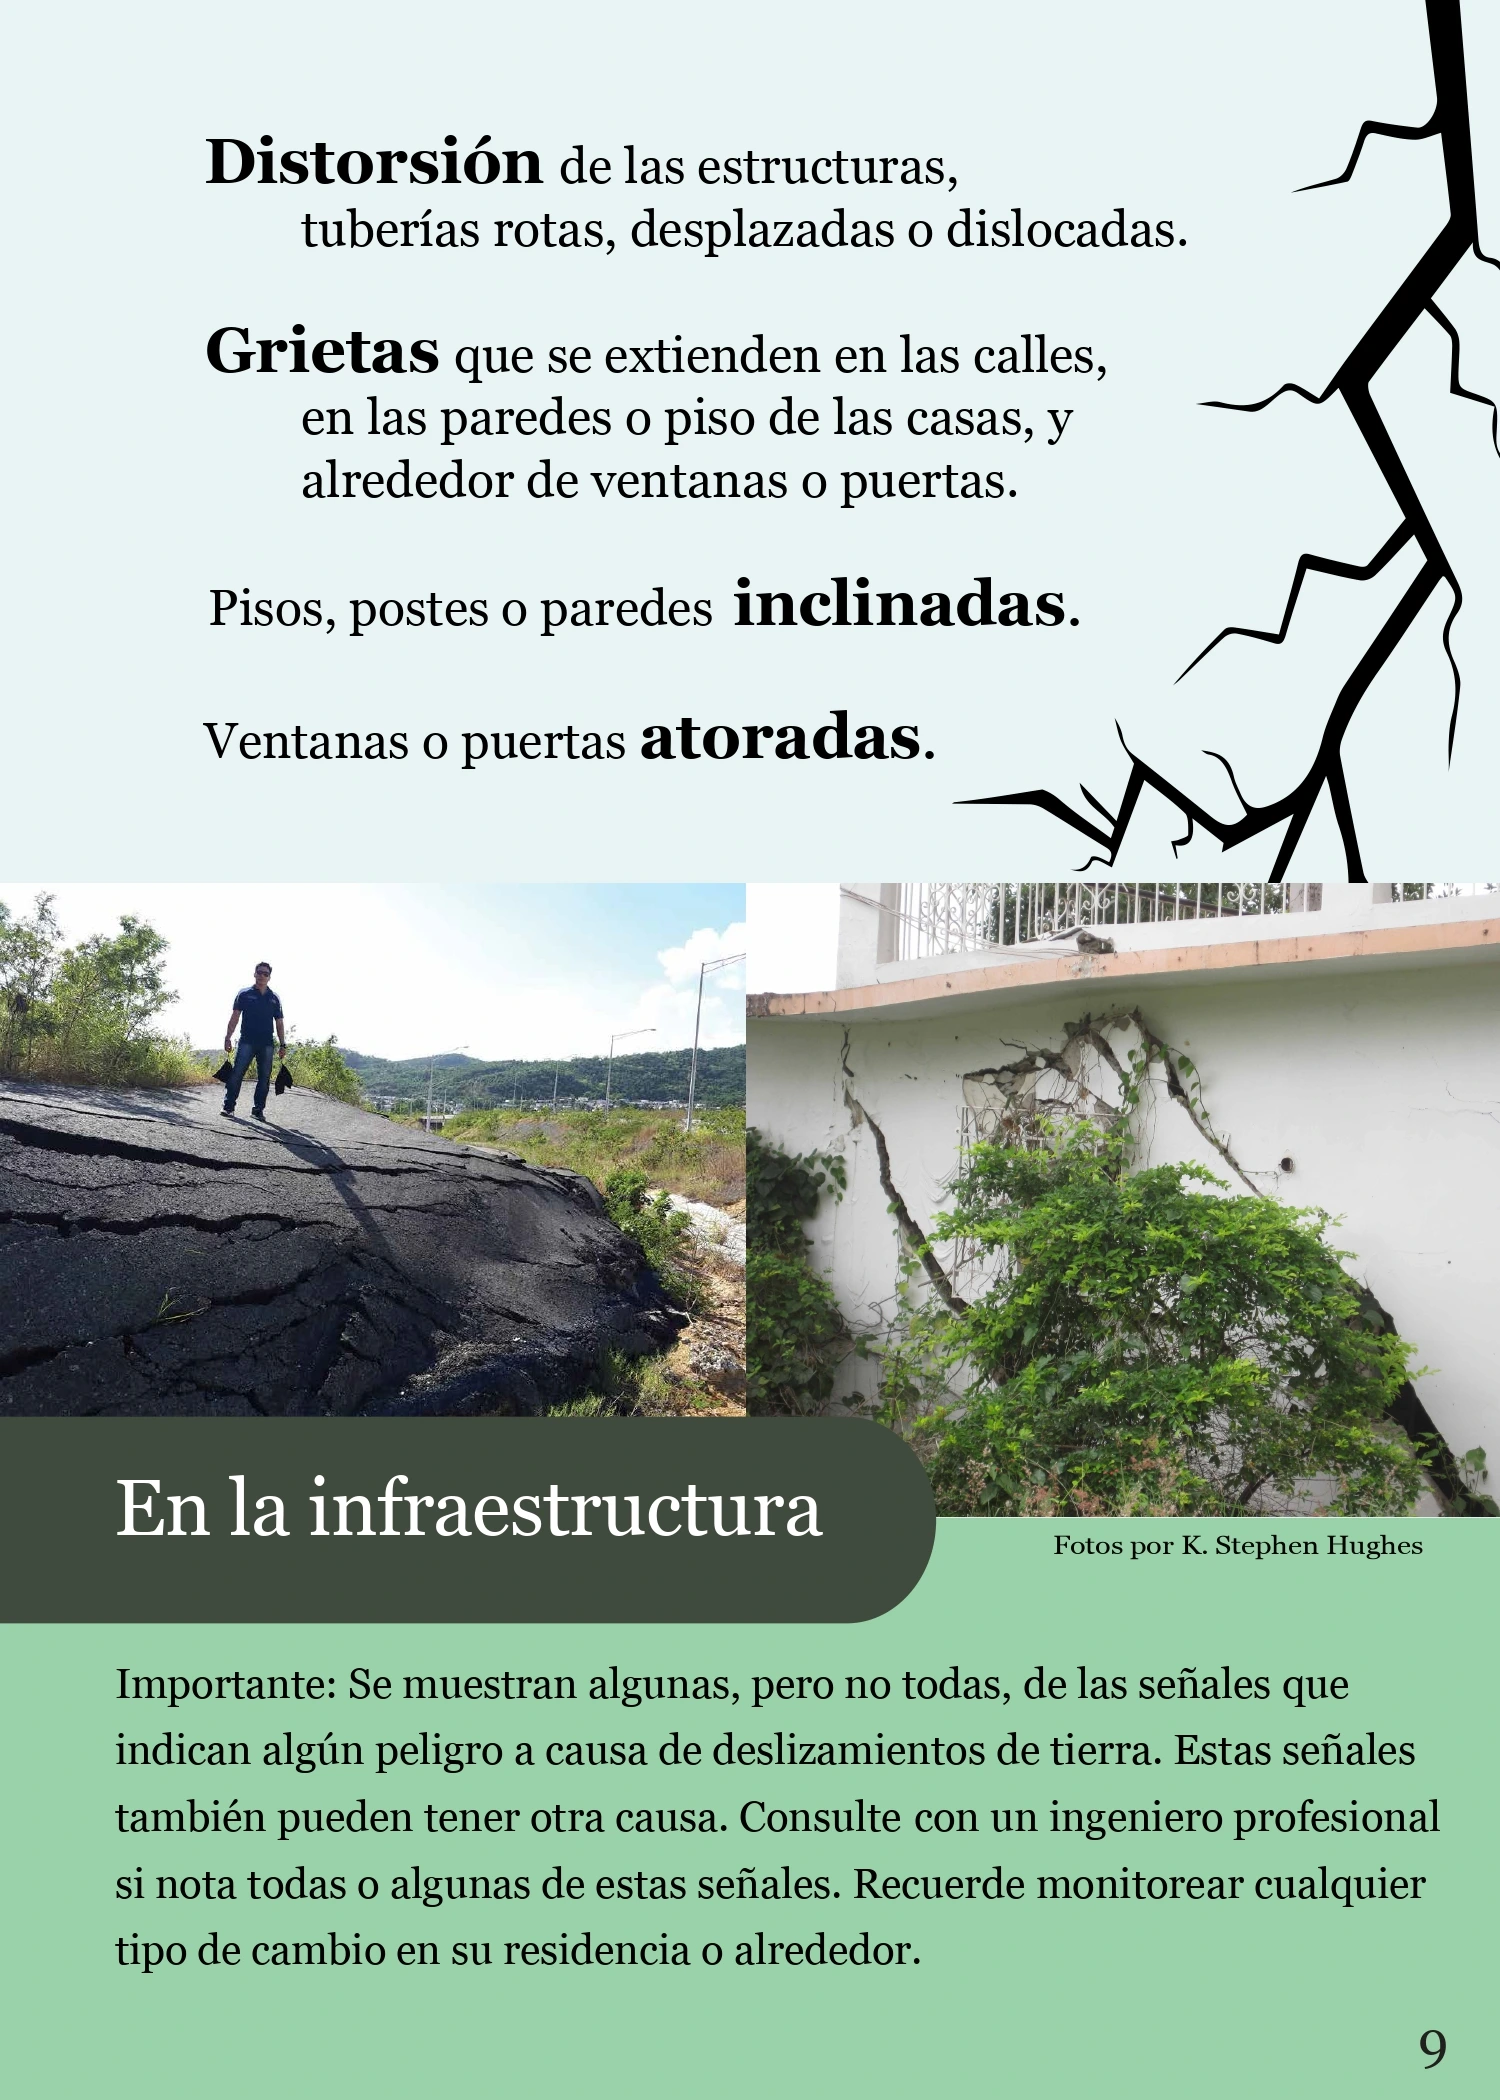 Distorsión de las estructuras,
tuberías rotas, desplazadas o dislocadas.
Grietas que se extienden en las calles,
en las paredes o piso de las casas, y
alrededor de ventanas o puertas.
Pisos, postes o paredes inclinadas.
Ventanas o puertas atoradas.
En la infraestructura
Fotos por K. Stephen Hughes
Importante: Se muestran algunas, pero no todas, de las señales que
indican algún peligro a causa de deslizamientos de tierra. Estas señales
también pueden tener otra causa. Consulte con un ingeniero profesional
si nota todas o algunas de estas señales. Recuerde monitorear cualquier
tipo de cambio en su residencia o alrededor.
9